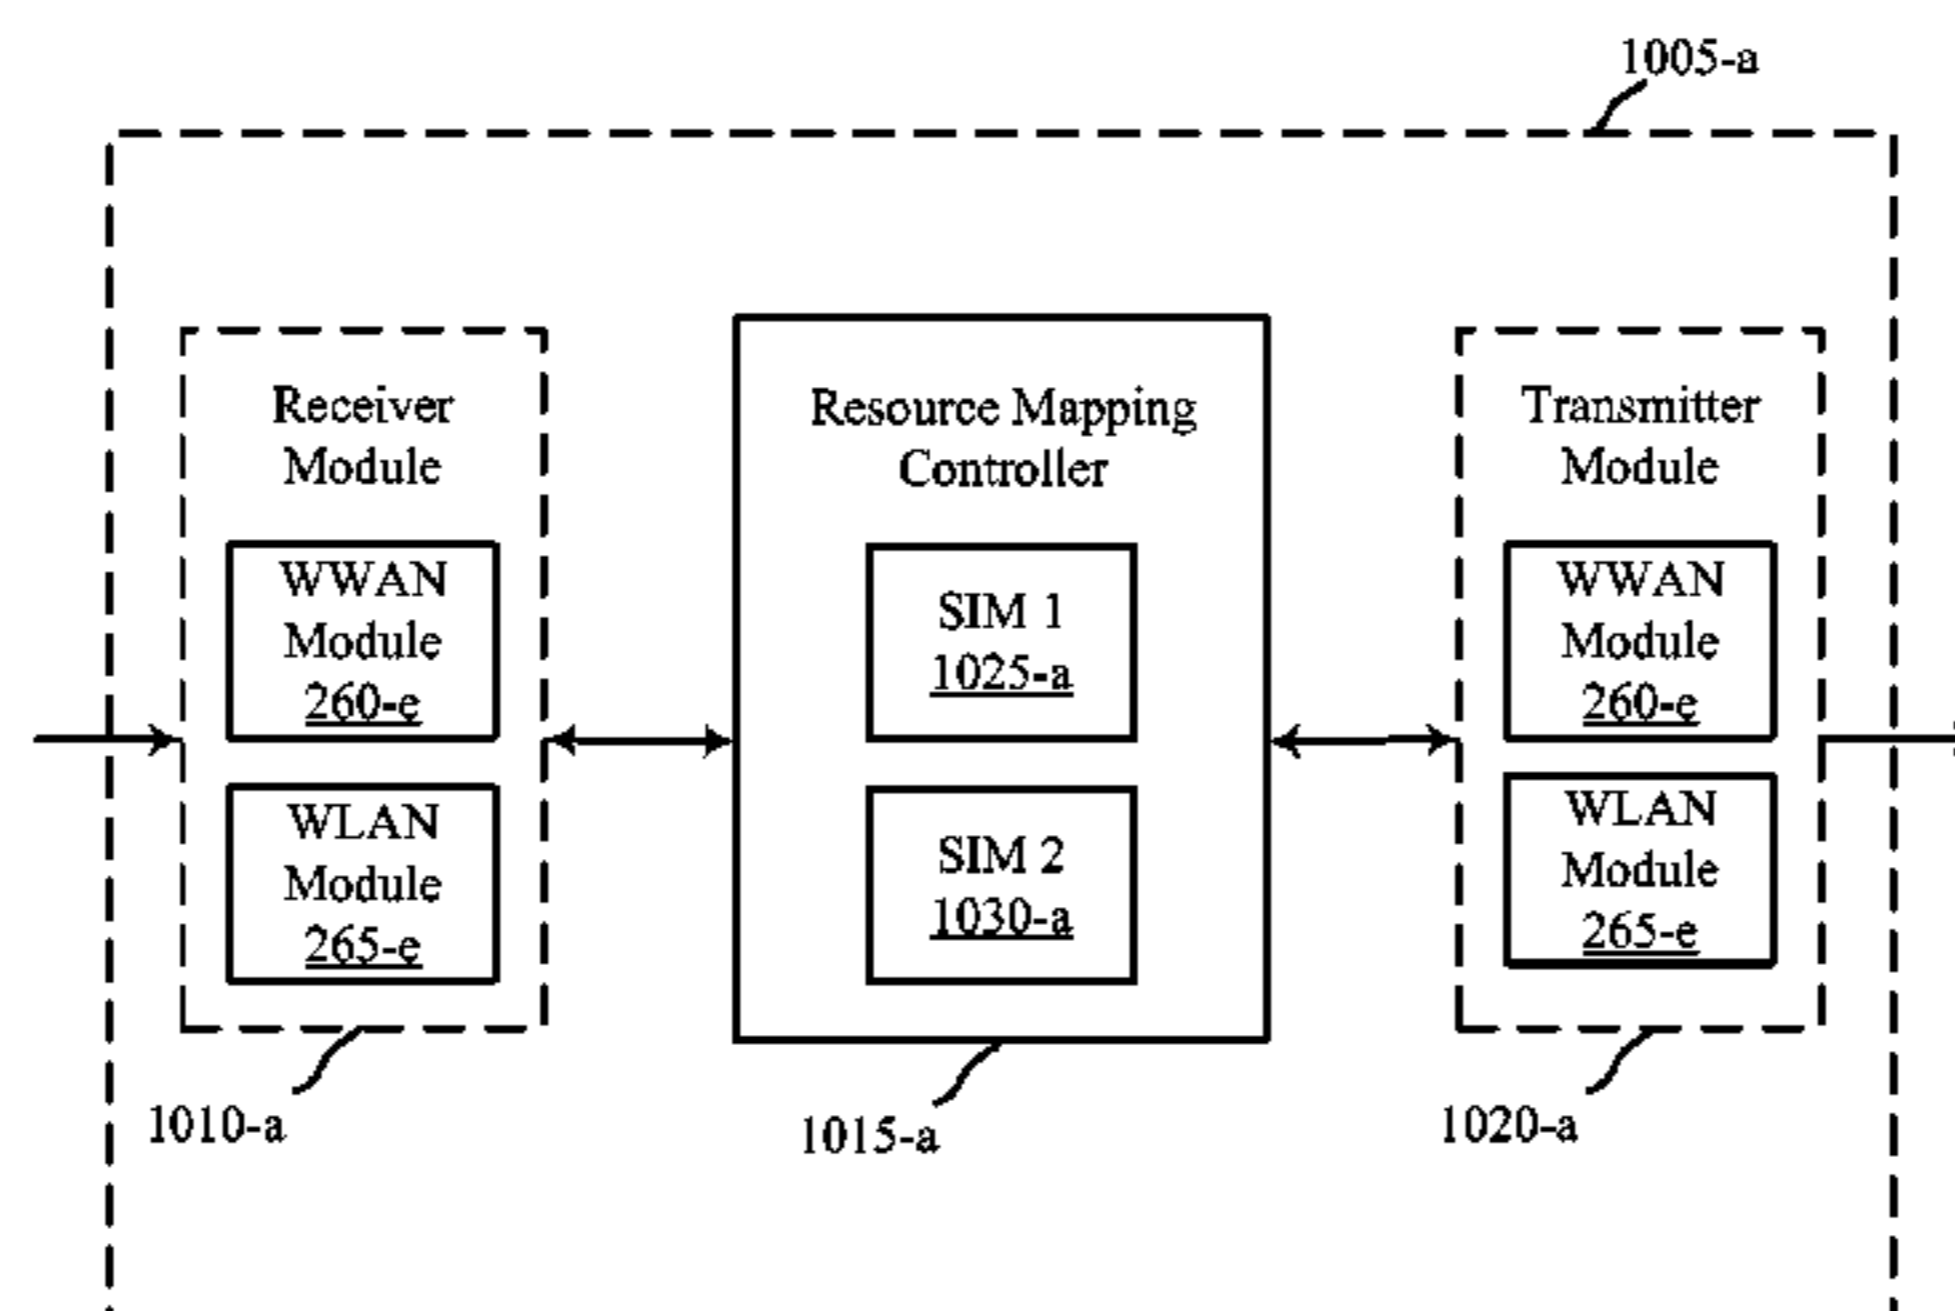 1005-a
Receiver
Module
WWAN
Module
260-e
WLAN
Module
265-e
1010-a
Resource Mapping
Controller
SIM 1
1025-a
SIM 2
1030-a
1015-a
Transmitter
Module
WWAN
Module
260-e
WLAN
Module
265-e
1020-a